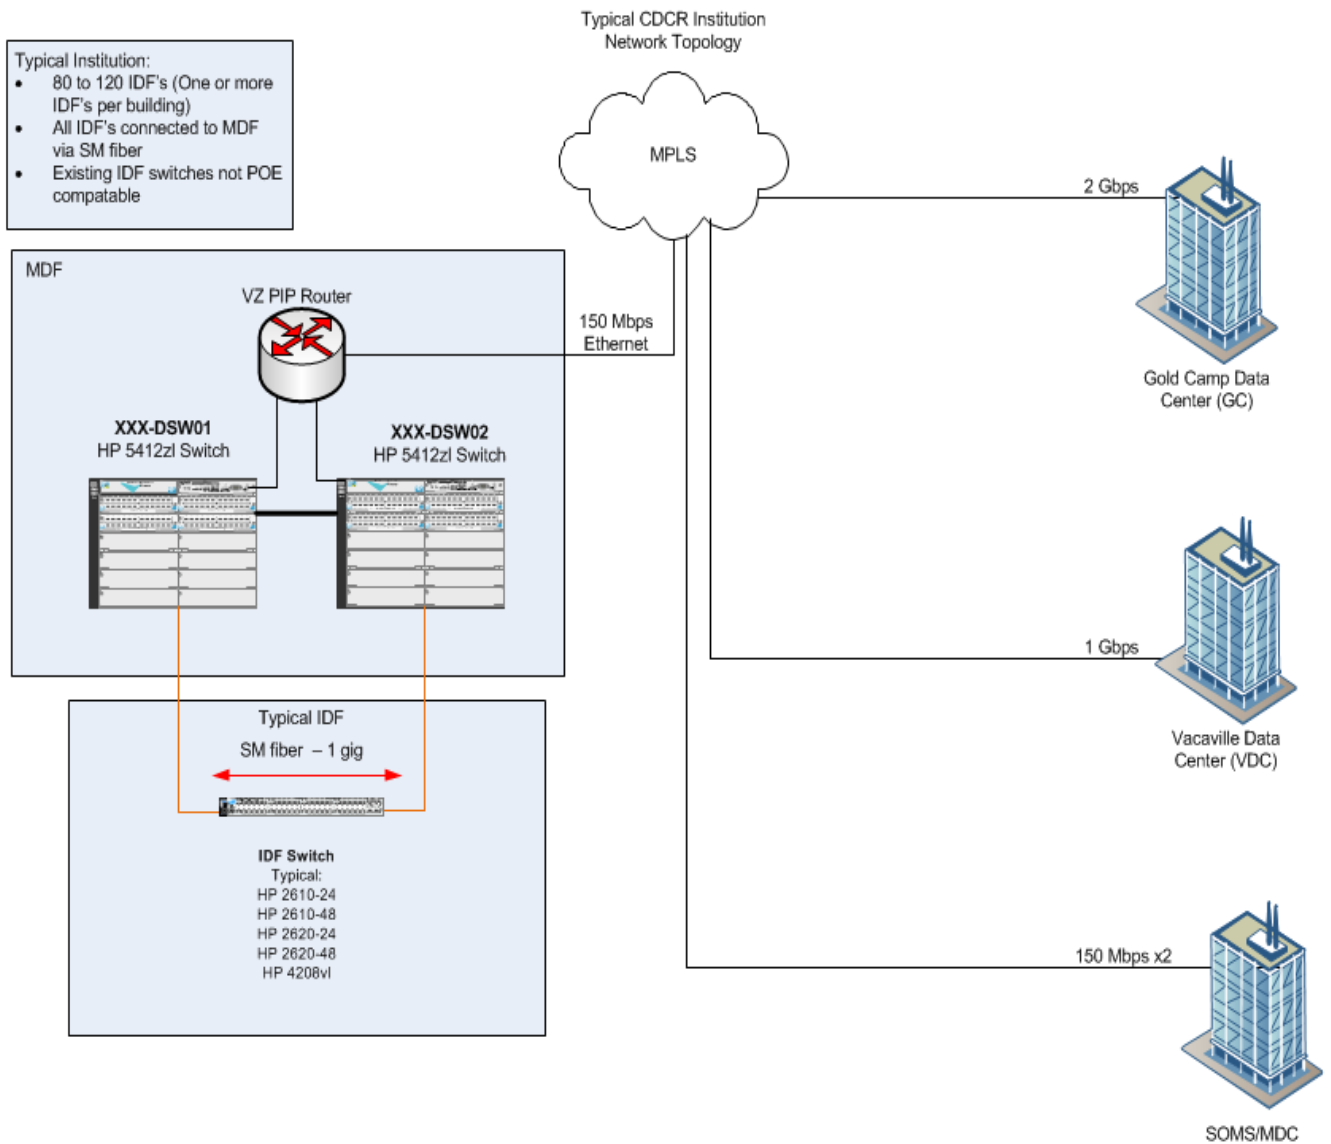 Typical CDCR Institution
Network Topology
Typical Institution:
• 80 to 120 IDF's (One or more
IDF's per building)
• All IDF's connected to MDF
via SM fiber
• Existing IDF switches not POE
compatable
MPLS
2 Gbps
Gold Camp Data
Center (GC)
MDF
VZ PIP Router
150 Mbps
Ethernet
XXX-DSW01
HP 5412zl Switch
XXX-DSW02
HP 5412zl Switch
1 Gbps
Vacaville Data
Center (VDC)
Typical IDF
SM fiber – 1 gig
IDF Switch
Typical:
HP 2610-24
HP 2610-48
HP 2620-24
HP 2620-48
HP 4208vl
150 Mbps x2
SOMS/MDC